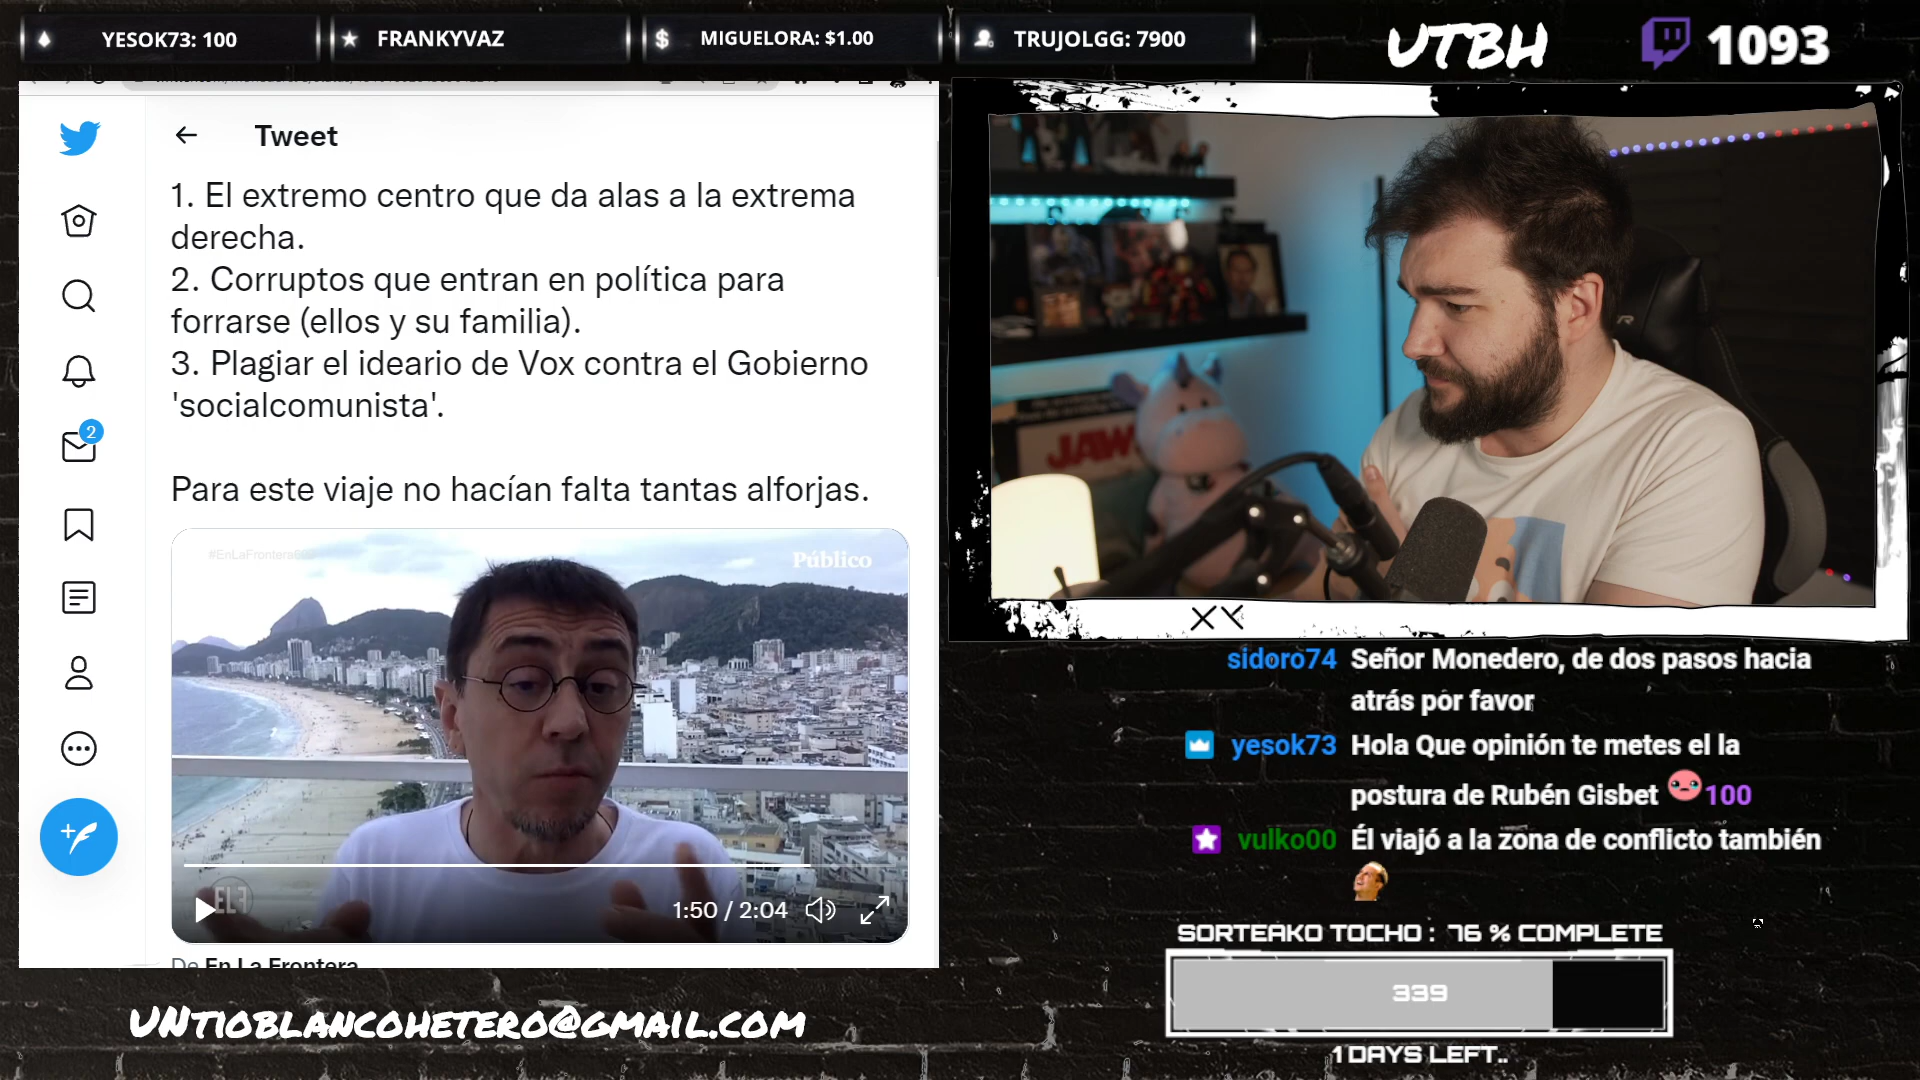 YESOK73: 100
FRANKYVAZ
MIGUELORA: $1.00
TRUJOLGG: 7900
UTBH
1093
Tweet
1. El extremo centro que da alas a la extrema
derecha.
2. Corruptos que entran en política para
forrarse (ellos y su familia).
3. Plagiar el ideario de Vox contra el Gobierno
'socialcomunista'.
Para este viaje no hacían falta tantas alforjas.
2
Público
1:50 / 2:04
De En La Frontera
JAWS
sidoro74 Señor Monedero, de dos pasos hacia
atrás por favor
yesok73 Hola Que opinión te metes el la
postura de Rubén Gisbet 100
vulko00 Él viajó a la zona de conflicto también
SORTEAKO TOCHO : 76 % COMPLETE
339
1 DAYS LEFT..
UNTIOBLANCOHETERO@GMAIL.COM